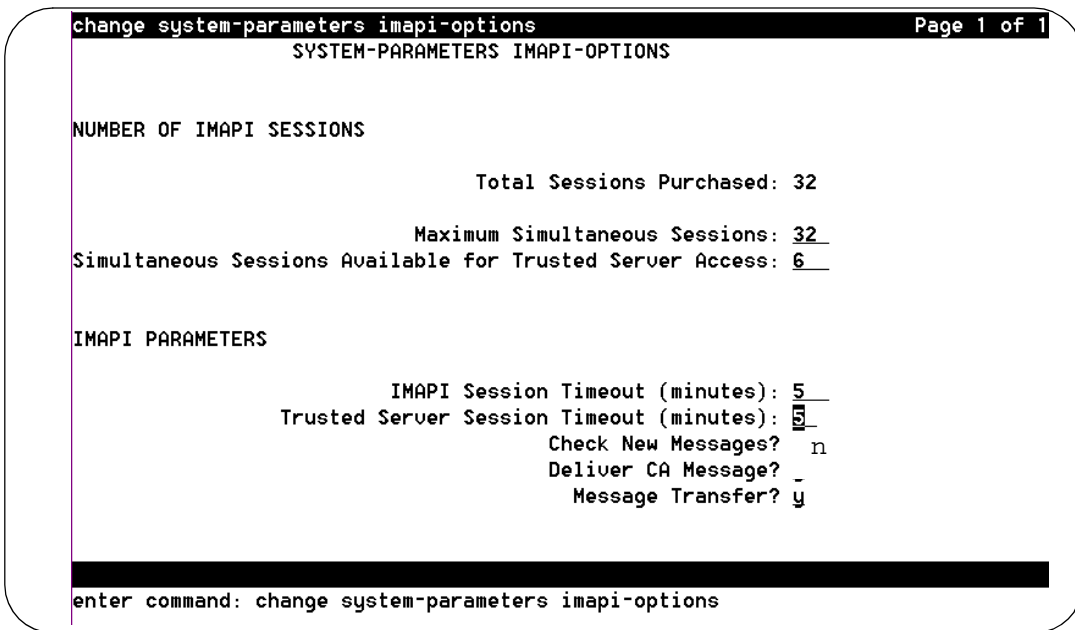 change system-parameters imapi-options Page 1 of 1
SYSTEM-PARAMETERS IMAPI-OPTIONS
NUMBER OF IMAPI SESSIONS
Total Sessions Purchased: 32
Maximum Simultaneous Sessions: 32
Simultaneous Sessions Available for Trusted Server Access: 6
IMAPI PARAMETERS
IMAPI Session Timeout (minutes): 5
Trusted Server Session Timeout (minutes): 5
Check New Messages? n
Deliver CA Message? _
Message Transfer? y
enter command: change system-parameters imapi-options